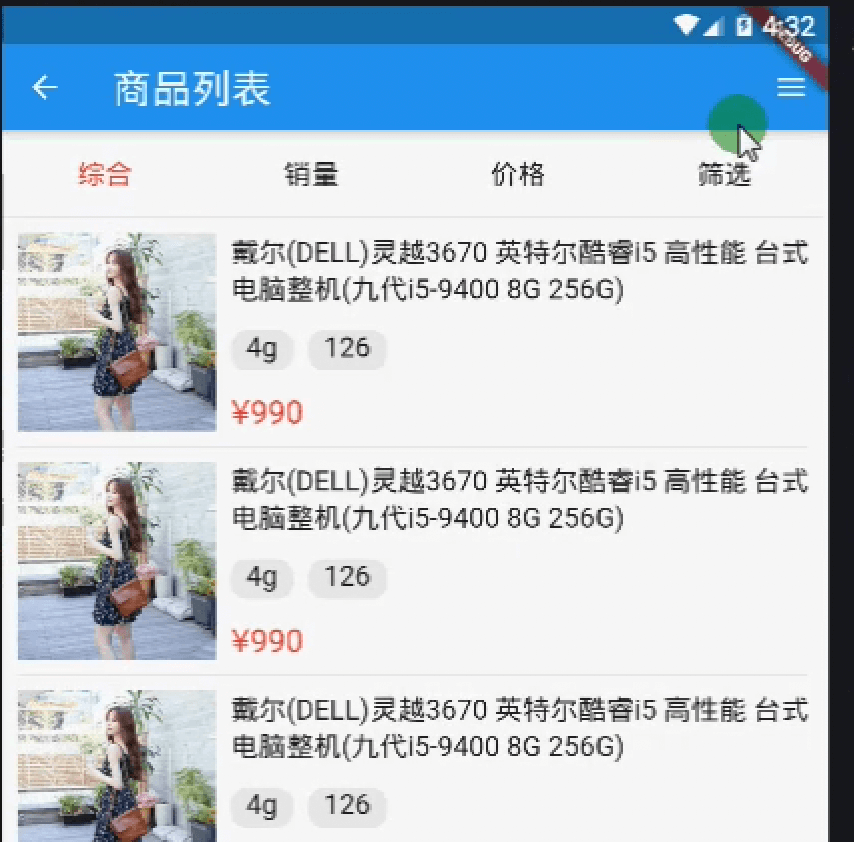 4:32
DEBUG
商品列表
综合 销量 价格 筛选
戴尔(DELL)灵越3670 英特尔酷睿i5 高性能 台式
电脑整机(九代i5-9400 8G 256G)
4g 126
¥990
戴尔(DELL)灵越3670 英特尔酷睿i5 高性能 台式
电脑整机(九代i5-9400 8G 256G)
4g 126
¥990
戴尔(DELL)灵越3670 英特尔酷睿i5 高性能 台式
电脑整机(九代i5-9400 8G 256G)
4g 126